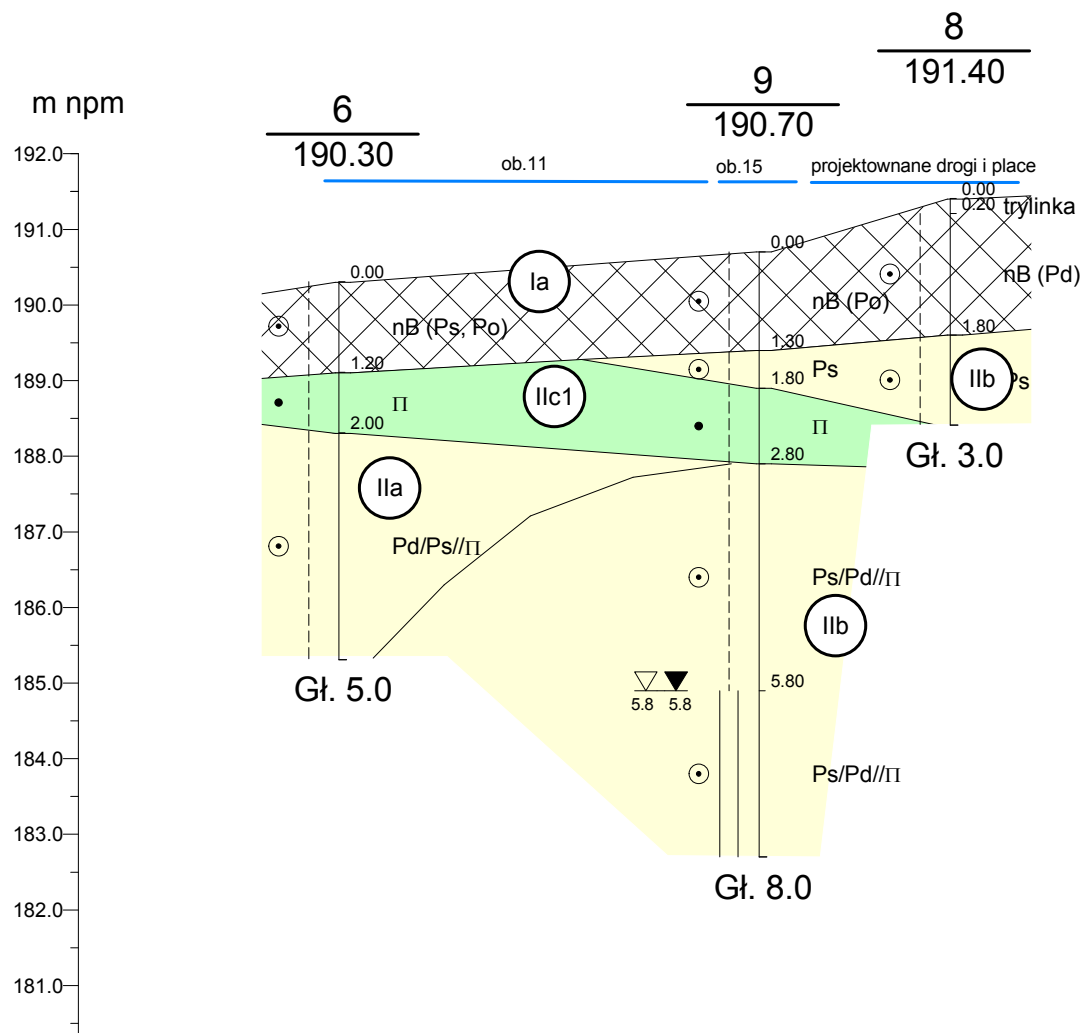 8
191.40
9
190.70
m npm
6
190.30
192.0
ob.11
ob.15
projektownane drogi i place
0.00
0.20
trylinka
191.0
0.00
0.00
Ia
nB (Pd)
190.0
nB (Ps, Po)
nB (Po)
1.80
1.30
1.20
189.0
IIc1
Ps
1.80
IIb
Ps
Π
2.00
Π
188.0
2.80
Gł. 3.0
IIa
187.0
Pd/Ps//Π
Ps/Pd//Π
186.0
IIb
185.0
Gł. 5.0
5.8
5.8
5.80
184.0
Ps/Pd//Π
183.0
Gł. 8.0
182.0
181.0